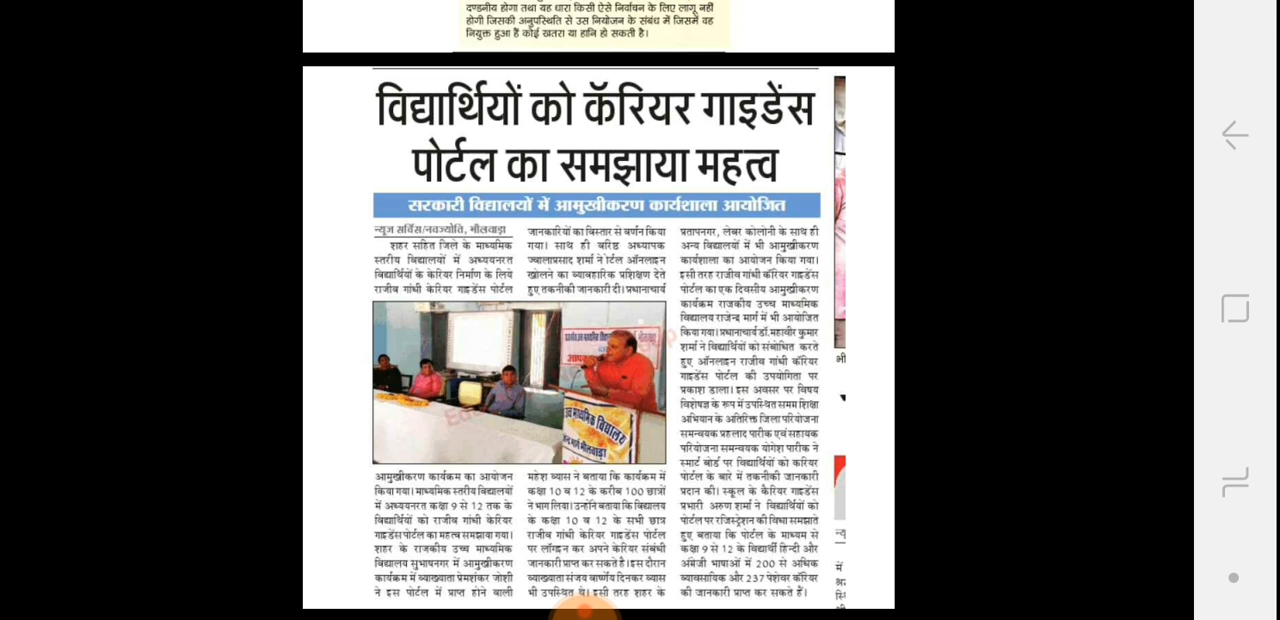 दण्डनीय होगा तथा यह धारा किसी ऐसे निर्वाचन के लिए लागू नहीं
होगी जिसकी अनुपस्थिति से उस नियोजन के संबंध में जिसमें वह
नियुक्त हुआ हैं कोई खतरा या हानि हो सकती है।
विद्यार्थियों को कॅरियर गाइडेंस
पोर्टल का समझाया महत्व
सरकारी विद्यालयों में आमुखीकरण कार्यशाला आयोजित
न्यूज सर्विस/नवज्योति, भीलवाड़ा
शहर सहित जिले के माध्यमिक
स्तरीय विद्यालयों में अध्ययनरत
विद्यार्थियों के केरियर निर्माण के लिये
राजीव गांधी केरियर गाइडेंस पोर्टल
आमुखीकरण कार्यक्रम का आयोजन
किया गया। माध्यमिक स्तरीय विद्यालयों
में अध्ययनरत कक्षा 9 से 12 तक के
विद्यार्थियों को राजीव गांधी केरियर
गाइडेंस पोर्टल का महत्व समझाया गया।
शहर के राजकीय उच्च माध्यमिक
विद्यालय सुभाषनगर में आमुखीकरण
कार्यक्रम में व्याख्याता प्रेमशंकर जोशी
ने इस पोर्टल में प्राप्त होने वाली
जानकारियों का विस्तार से वर्णन किया
गया। साथ ही वरिष्ठ अध्यापक
ज्वालाप्रसाद शर्मा ने ोर्टल ऑनलाइन
खोलने का व्यावहारिक प्रशिक्षण देते
हुए तकनीकी जानकारी दी। प्रधानाचार्य
महेश व्यास ने बताया कि कार्यक्रम में
कक्षा 10 व 12 के करीब 100 छात्रों
ने भाग लिया। उन्होंने बताया कि विद्यालय
के कक्षा 10 व 12 के सभी छात्र
राजीव गांधी केरियर गाइडेंस पोर्टल
पर लॉगइन कर अपने केरियर संबंधी
जानकारी प्राप्त कर सकते है। इस दौरान
व्याख्याता संजय वार्ष्णेय दिनकर व्यास
भी उपस्थित थे। इसी तरह शहर के
प्रतापनगर, लेबर कोलोनी के साथ ही
अन्य विद्यालयों में भी आमुखीकरण
कार्यशाला का आयोजन किया गया।
इसी तरह राजीव गांधी कॅरियर गाइडेंस
पोर्टल का एक दिवसीय आमुखीकरण
कार्यक्रम राजकीय उच्च माध्यमिक
विद्यालय राजेन्द्र मार्ग में भी आयोजित
किया गया। प्रधानाचार्य डॉ. महावीर कुमार
शर्मा ने विद्यार्थियों को संबोधित करते
हुए ऑनलाइन राजीव गांधी कॅरियर
गाइडेंस पोर्टल की उपयोगिता पर
प्रकाश डाला। इस अवसर पर विषय
विशेषज्ञ के रूप में उपस्थित समग्र शिक्षा
अभियान के अतिरिक्त जिला परियोजना
समन्वयक प्रहलाद पारीक एवं सहायक
परियोजना समन्वयक योगेश पारीक ने
स्मार्ट बोर्ड पर विद्यार्थियों को करियर
पोर्टल के बारे में तकनीकी जानकारी
प्रदान की। स्कूल के कैरियर गाइडेंस
प्रभारी अरुण शर्मा ने विद्यार्थियों को
पोर्टल पर रजिस्ट्रेशन की विधा समझाते
हुए बताया कि पोर्टल के माध्यम से
कक्षा 9 से 12 के विद्यार्थी हिन्दी और
अंग्रेजी भाषाओं में 200 से अधिक
व्यावसायिक और 237 पेशेवर कॅरियर
की जानकारी प्राप्त कर सकते हैं।
उच्च माध्यमिक विद्यालय
मार्ग भीलवाड़ा
भी
न्यू
में